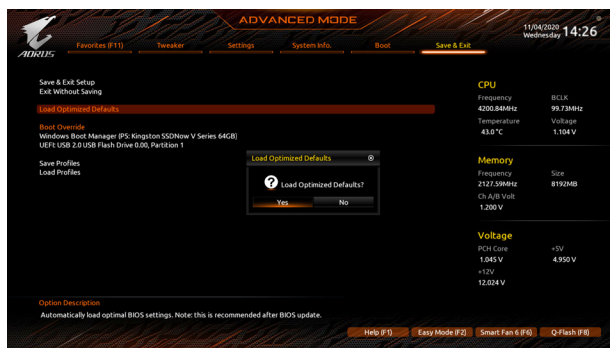 ADVANCED MODE
11/04/2020 Wednesday 14:26
AORUS
Favorites (F11) Tweaker Settings System Info. Boot Save & Exit
Save & Exit Setup
Exit Without Saving
Load Optimized Defaults
Boot Override
Windows Boot Manager (P5: Kingston SSDNow V Series 64GB)
UEFI: USB 2.0 USB Flash Drive 0.00, Partition 1
Save Profiles
Load Profiles
Load Optimized Defaults
Load Optimized Defaults?
Yes No
CPU
Frequency BCLK
4200.84MHz 99.73MHz
Temperature Voltage
43.0 °C 1.104 V
Memory
Frequency Size
2127.59MHz 8192MB
Ch A/B Volt
1.200 V
Voltage
PCH Core +5V
1.045 V 4.950 V
+12V
12.024 V
Option Description
Automatically load optimal BIOS settings. Note: this is recommended after BIOS update.
Help (F1) Easy Mode (F2) Smart Fan 6 (F6) Q-Flash (F8)